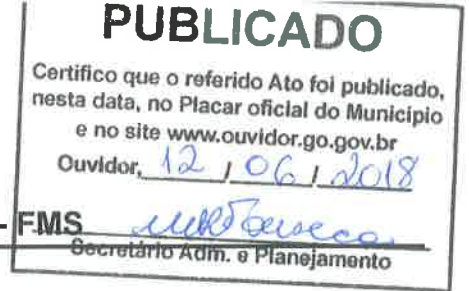 PUBLICADO
Certifico que o referido Ato foi publicado,
nesta data, no Placar oficial do Municipio
e no site www.ouvidor.go.gov.br
Ouvidor, 12 / 06 / 2018
- FMS
Secretário Adm. e Planejamento